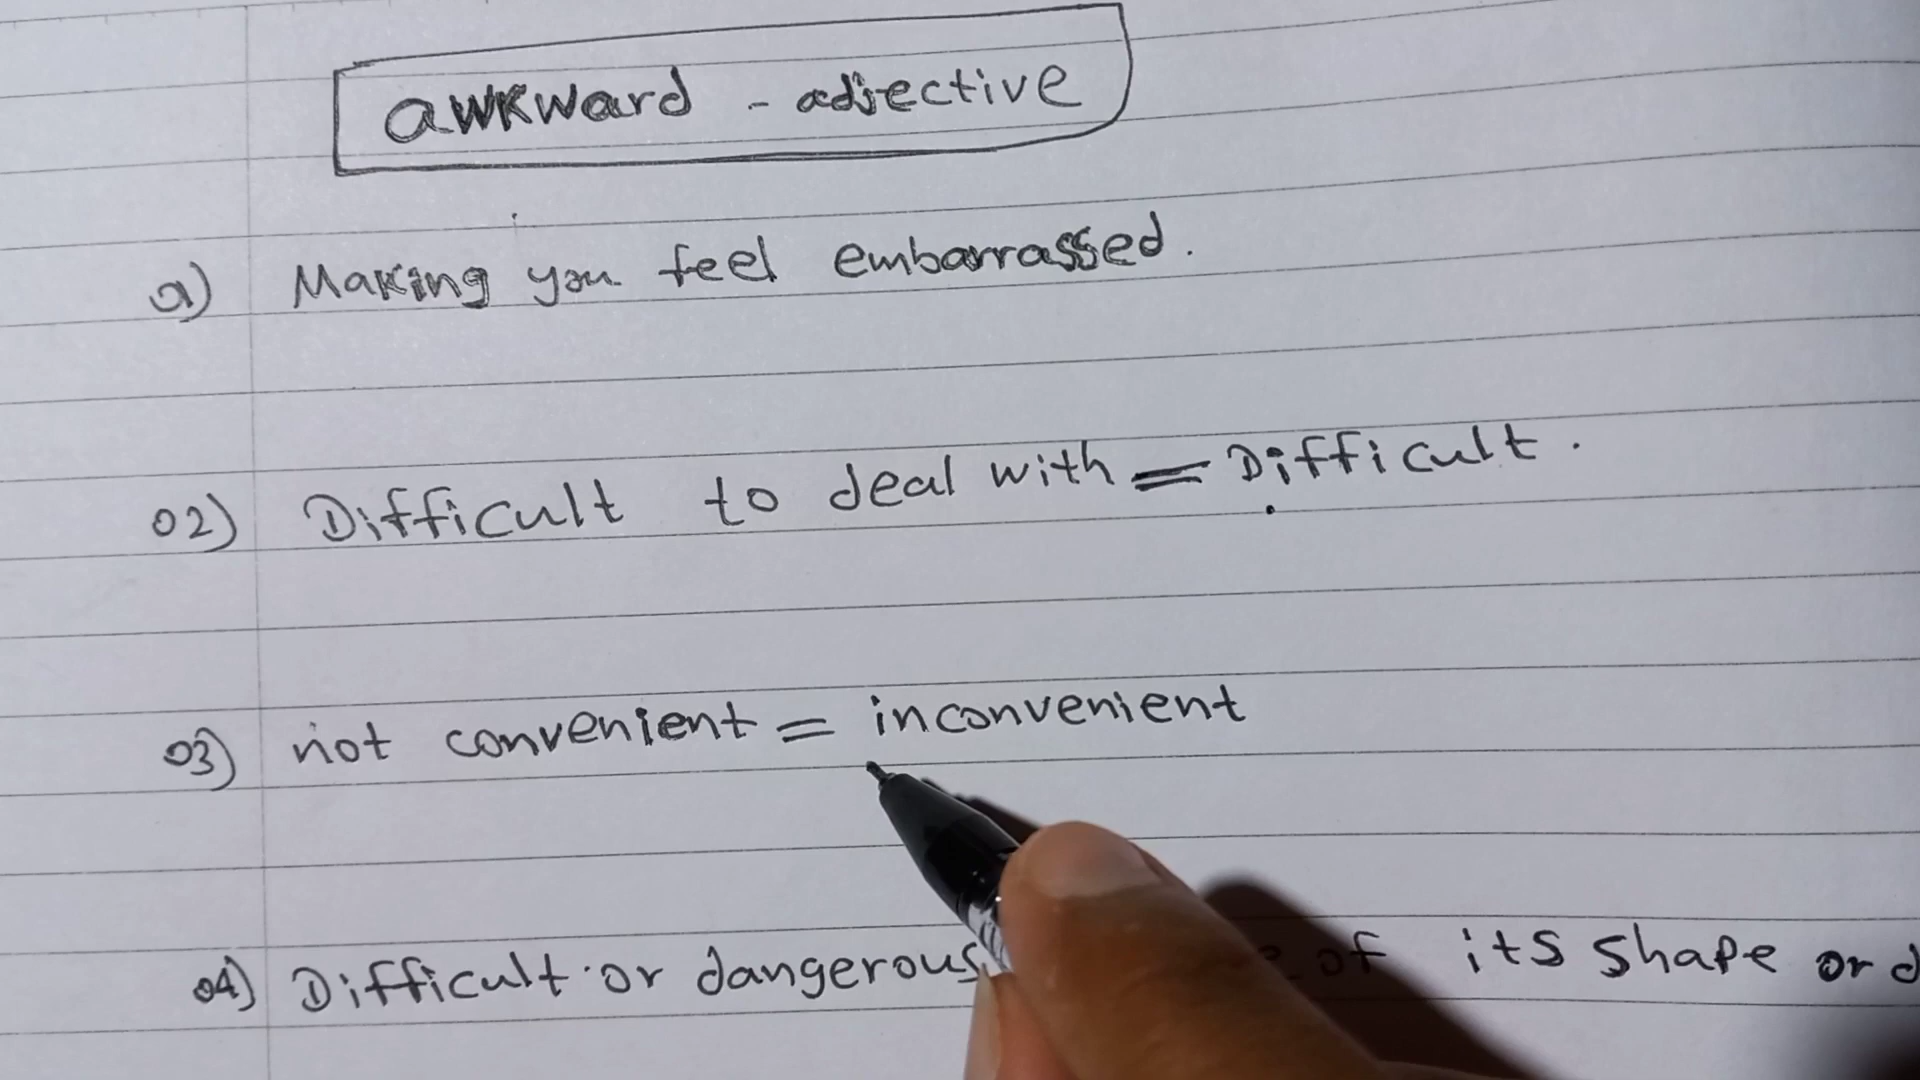 awkward - adjective
01) Making you feel embarrassed.
02) Difficult to deal with = Difficult.
03) not convenient = inconvenient
04) Difficult or dangerous of its shape or d